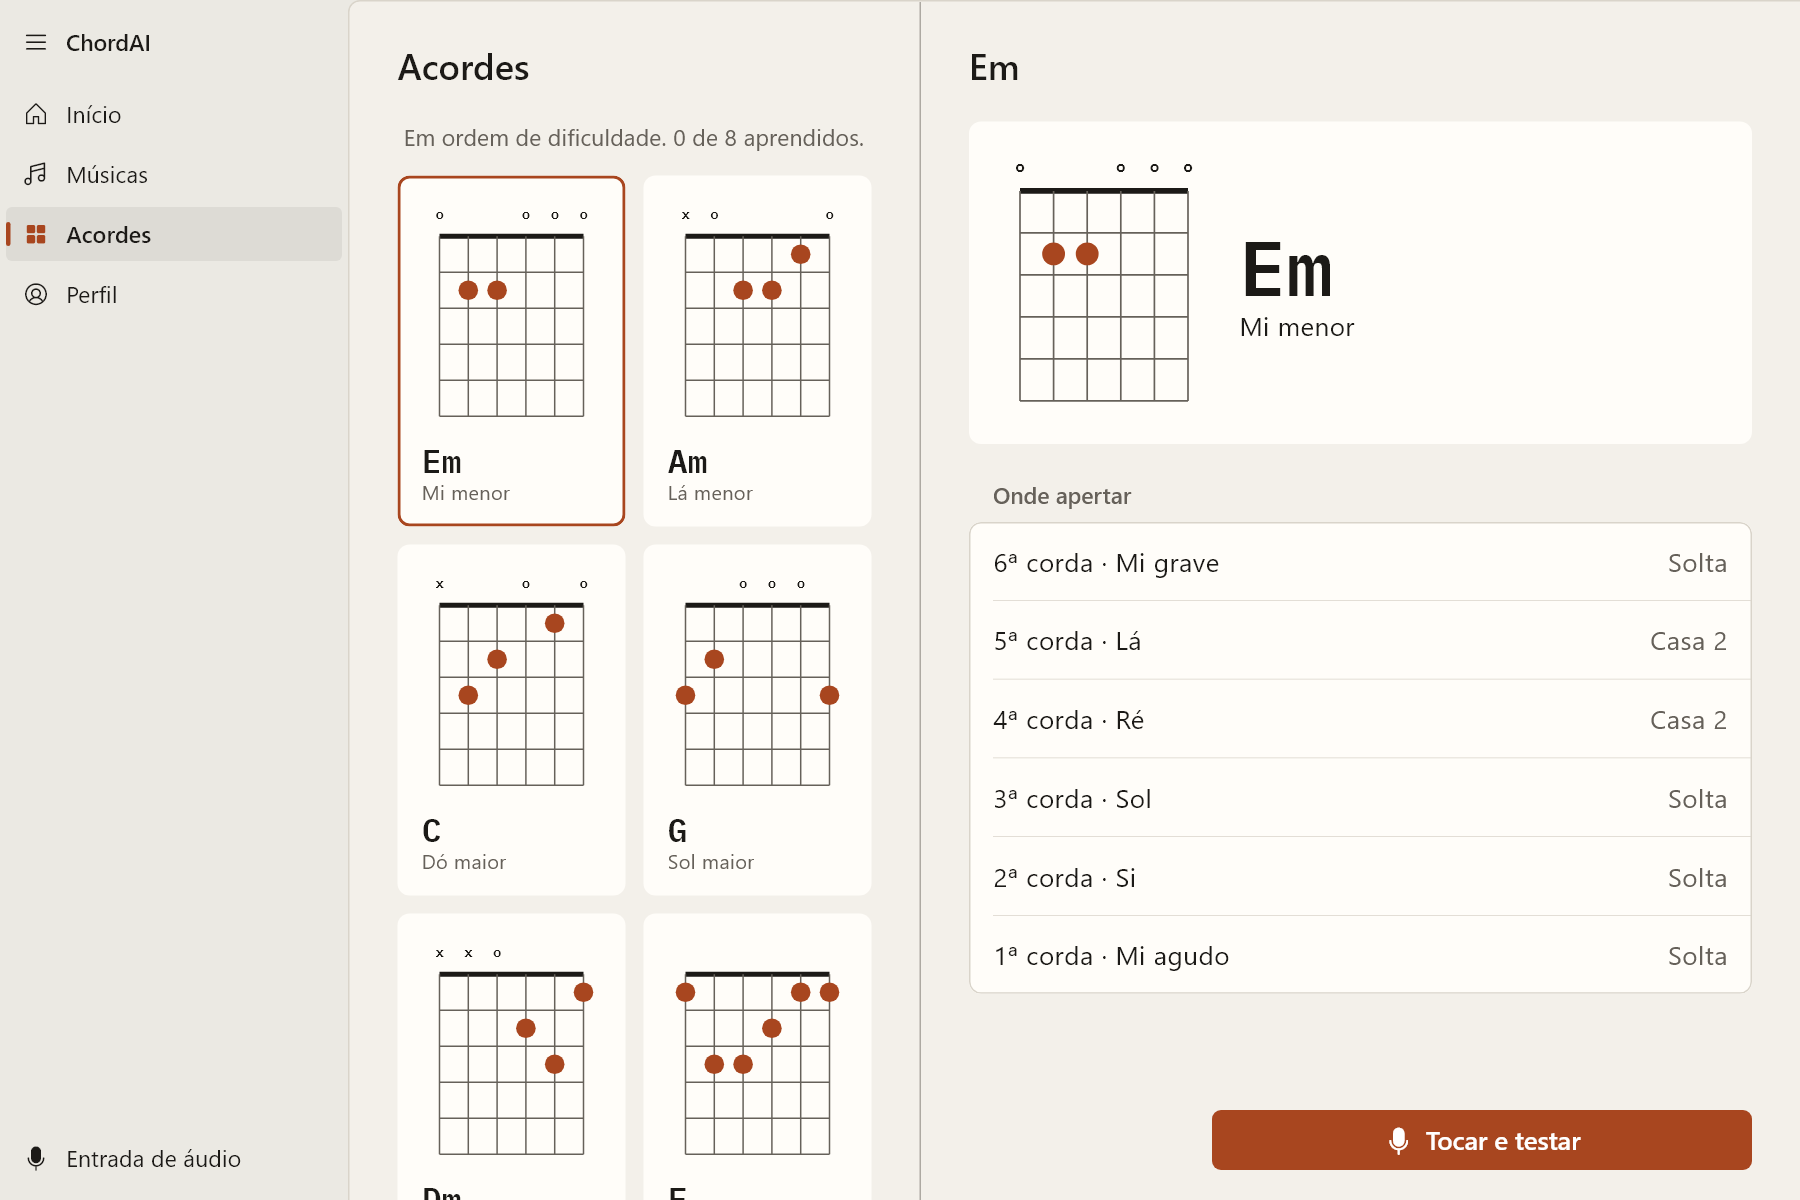 ChordAI
Início
Músicas
Acordes
Perfil
Entrada de áudio
Acordes
Em ordem de dificuldade. 0 de 8 aprendidos.
o o o o
Em
Mi menor
x o o
Am
Lá menor
x o o
C
Dó maior
o o o
G
Sol maior
x x o
Dm
Em
o o o o
Em
Mi menor
Onde apertar
6ª corda · Mi grave Solta
5ª corda · Lá Casa 2
4ª corda · Ré Casa 2
3ª corda · Sol Solta
2ª corda · Si Solta
1ª corda · Mi agudo Solta
Tocar e testar